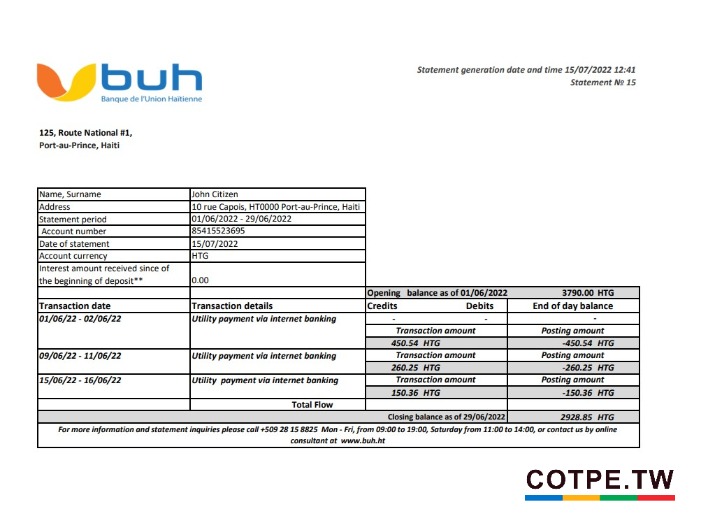 buh
Banque de l'Union Haïtienne
Statement generation date and time 15/07/2022 12:41
Statement № 15
125, Route National #1,
Port-au-Prince, Haiti
Name, Surname John Citizen
Address 10 rue Capois, HT0000 Port-au-Prince, Haiti
Statement period 01/06/2022 - 29/06/2022
Account number 85415523695
Date of statement 15/07/2022
Account currency HTG
Interest amount received since of
the beginning of deposit** 0.00
Opening balance as of 01/06/2022 3790.00 HTG
Transaction date Transaction details Credits Debits End of day balance
01/06/22 - 02/06/22 Utility payment via internet banking - - -
Transaction amount Posting amount
450.54 HTG -450.54 HTG
09/06/22 - 11/06/22 Utility payment via internet banking Transaction amount Posting amount
260.25 HTG -260.25 HTG
15/06/22 - 16/06/22 Utility payment via internet banking Transaction amount Posting amount
150.36 HTG -150.36 HTG
Total Flow
Closing balance as of 29/06/2022 2928.85 HTG
For more information and statement inquiries please call +509 28 15 8825 Mon - Fri, from 09:00 to 19:00, Saturday from 11:00 to 14:00, or contact us by online
consultant at www.buh.ht
COTPE.TW